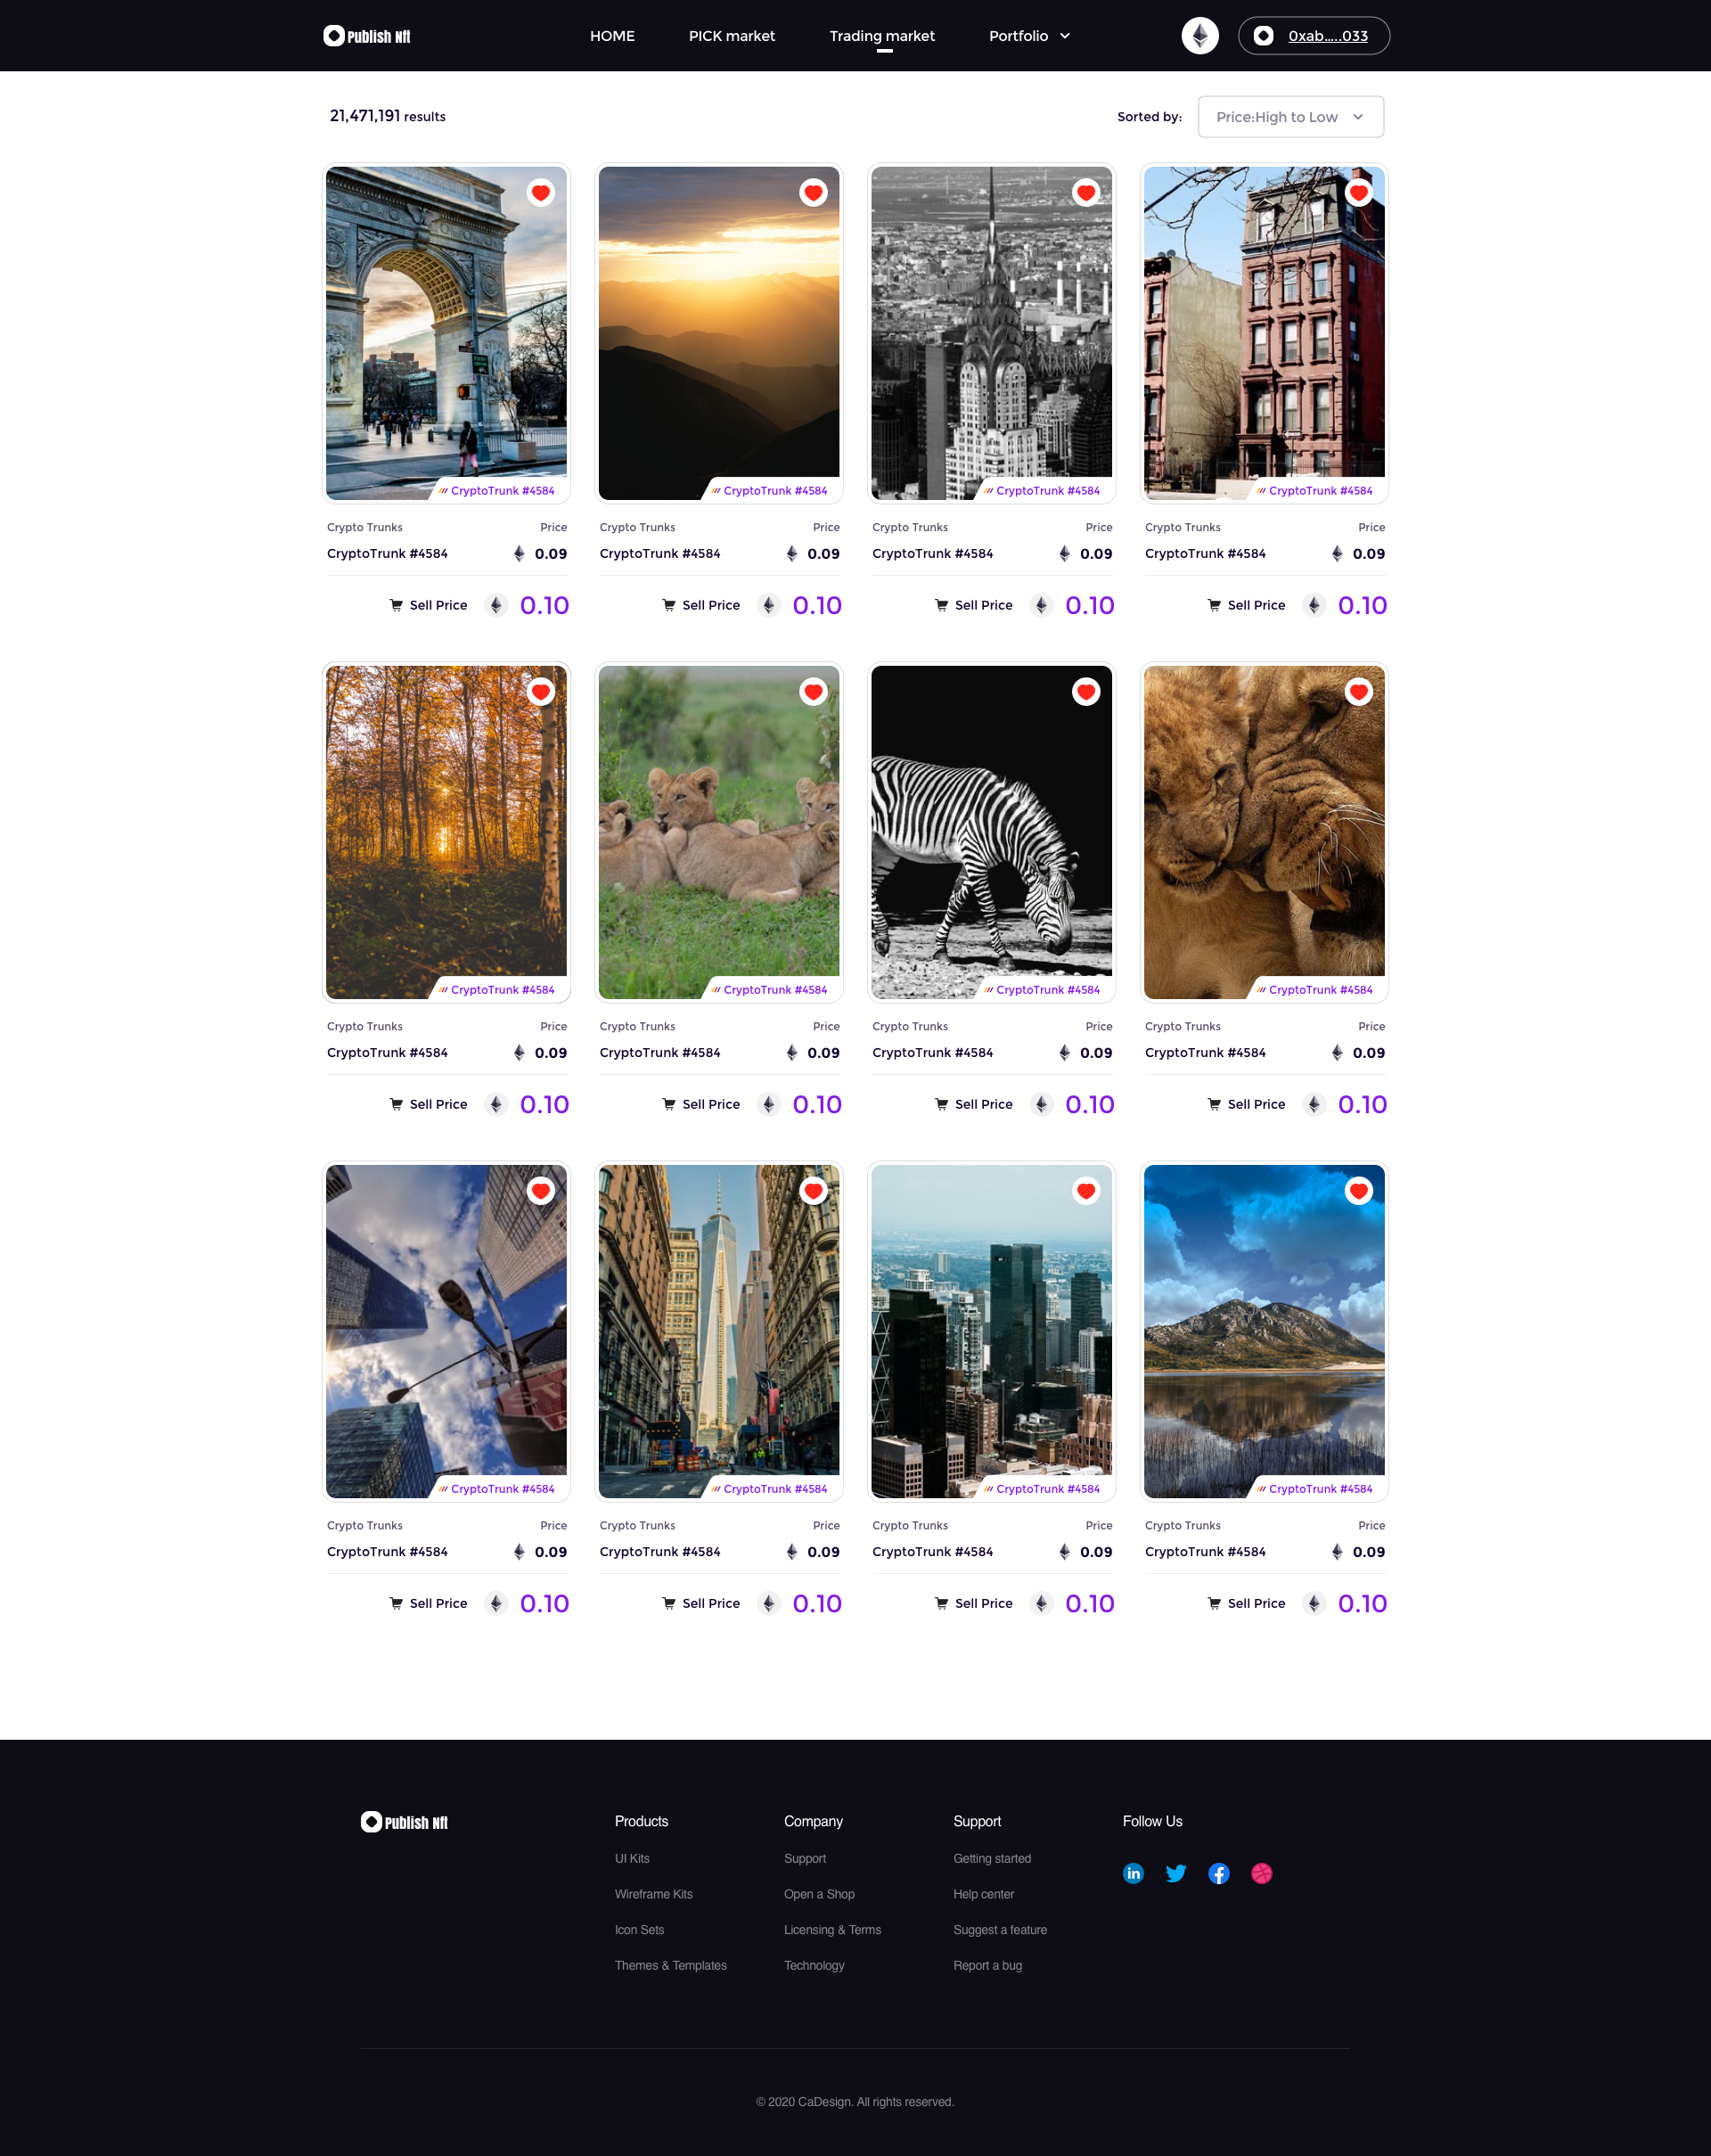 Publish Nft
HOME PICK market Trading market Portfolio
0xab.....033
21,471,191 results
Sorted by: Price:High to Low
CryptoTrunk #4584 CryptoTrunk #4584 CryptoTrunk #4584 CryptoTrunk #4584
Crypto Trunks Price Crypto Trunks Price Crypto Trunks Price Crypto Trunks Price
CryptoTrunk #4584 0.09 CryptoTrunk #4584 0.09 CryptoTrunk #4584 0.09 CryptoTrunk #4584 0.09
Sell Price 0.10 Sell Price 0.10 Sell Price 0.10 Sell Price 0.10
CryptoTrunk #4584 CryptoTrunk #4584 CryptoTrunk #4584 CryptoTrunk #4584
Crypto Trunks Price Crypto Trunks Price Crypto Trunks Price Crypto Trunks Price
CryptoTrunk #4584 0.09 CryptoTrunk #4584 0.09 CryptoTrunk #4584 0.09 CryptoTrunk #4584 0.09
Sell Price 0.10 Sell Price 0.10 Sell Price 0.10 Sell Price 0.10
CryptoTrunk #4584 CryptoTrunk #4584 CryptoTrunk #4584 CryptoTrunk #4584
Crypto Trunks Price Crypto Trunks Price Crypto Trunks Price Crypto Trunks Price
CryptoTrunk #4584 0.09 CryptoTrunk #4584 0.09 CryptoTrunk #4584 0.09 CryptoTrunk #4584 0.09
Sell Price 0.10 Sell Price 0.10 Sell Price 0.10 Sell Price 0.10
Publish Nft
Products
UI Kits
Wireframe Kits
Icon Sets
Themes & Templates
Company
Support
Open a Shop
Licensing & Terms
Technology
Support
Getting started
Help center
Suggest a feature
Report a bug
Follow Us
© 2020 CaDesign. All rights reserved.